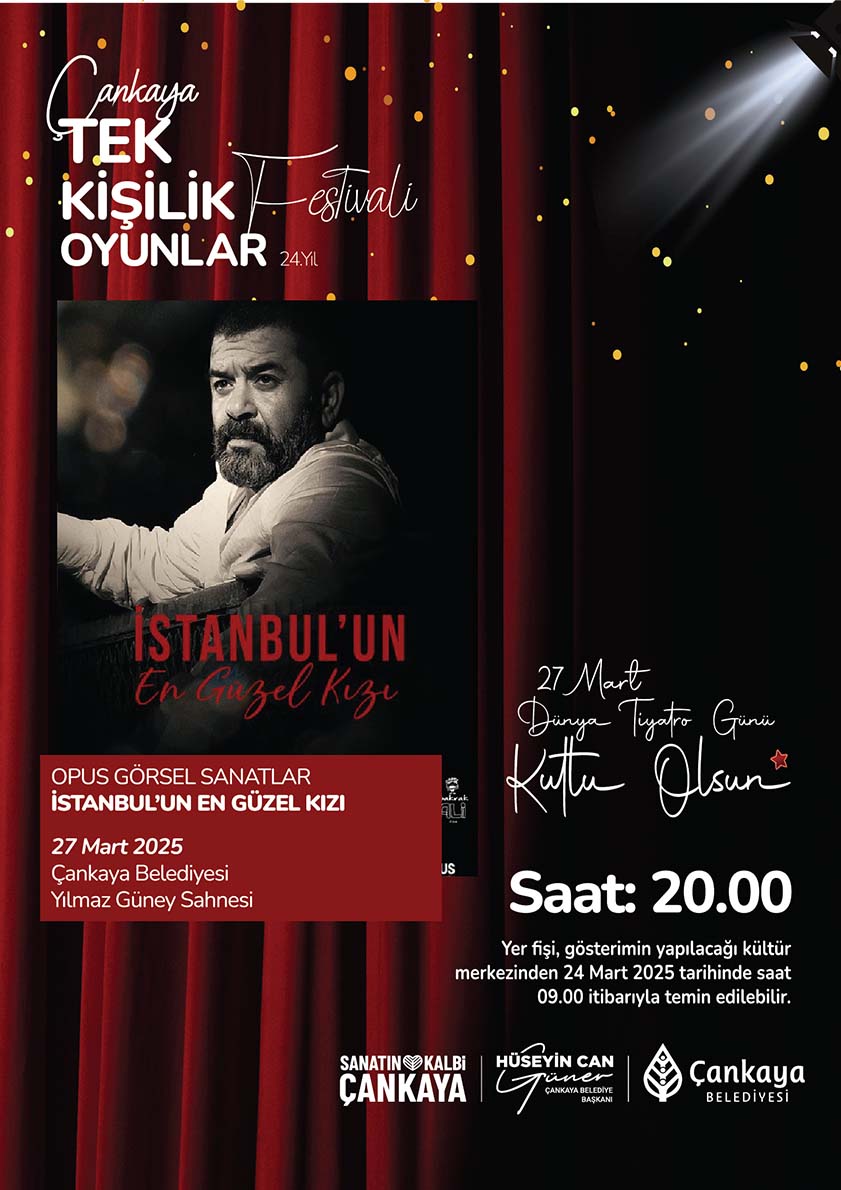 Çankaya
TEK
KİŞİLİK Festivali
OYUNLAR 24.Yıl
İSTANBUL'UN
En Güzel Kızı
OPUS GÖRSEL SANATLAR
İSTANBUL'UN EN GÜZEL KIZI
27 Mart 2025
Çankaya Belediyesi
Yılmaz Güney Sahnesi
27 Mart
Dünya Tiyatro Günü
Kutlu Olsun
Saat: 20.00
Yer fişi, gösterimin yapılacağı kültür
merkezinden 24 Mart 2025 tarihinde saat
09.00 itibarıyla temin edilebilir.
SANATIN KALBİ
ÇANKAYA
HÜSEYİN CAN
Güner
ÇANKAYA BELEDİYE
BAŞKANI
Çankaya
BELEDİYESİ